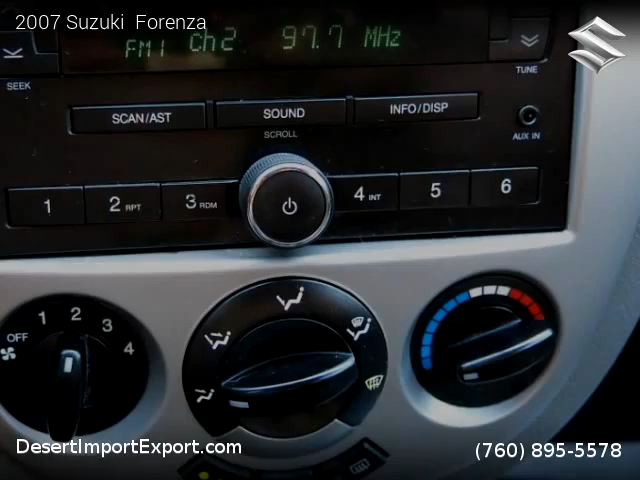 2007 Suzuki Forenza
FM1 Ch2 97.7 MHz
SEEK
TUNE
SCAN/AST SOUND INFO/DISP
SCROLL
AUX IN
1 2 RPT 3 RDM 4 INT 5 6
OFF 1 2 3 4
DesertImportExport.com (760) 895-5578